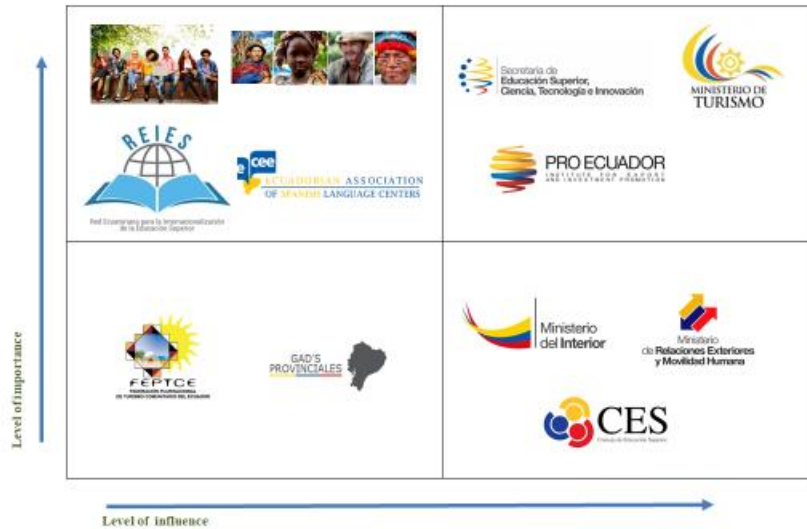 Secretaría de
Educación Superior,
Ciencia, Tecnología e Innovación
MINISTERIO DE
TURISMO
REIES
Red Ecuatoriana para la Internacionalización
de la Educación Superior
e cee
ECUADORIAN ASSOCIATION
OF SPANISH LANGUAGE CENTERS
PRO ECUADOR
INSTITUTE FOR EXPORT
AND INVESTMENT PROMOTION
Level of importance
FEPTCE
FEDERACIÓN PLURINACIONAL
DE TURISMO COMUNITARIO DEL ECUADOR
GAD'S
PROVINCIALES
Ministerio
del Interior
Ministerio
de Relaciones Exteriores
y Movilidad Humana
CES
Consejo de Educación Superior
Level of influence